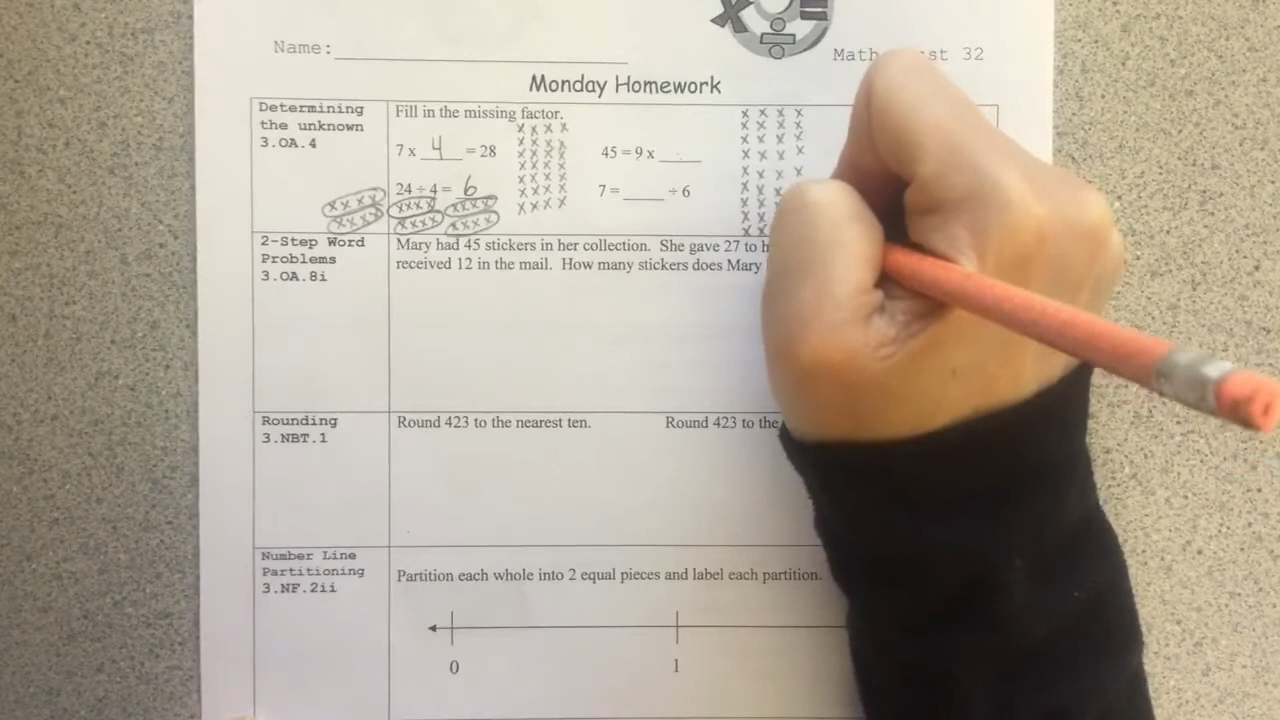 Name:
Math st 32
Monday Homework
Determining
the unknown
3.OA.4
Fill in the missing factor.
7 x 4 = 28
45 = 9 x ____
24 ÷ 4 = 6
7 = ____ ÷ 6
2-Step Word
Problems
3.OA.8i
Mary had 45 stickers in her collection. She gave 27 to h
received 12 in the mail. How many stickers does Mary
Rounding
3.NBT.1
Round 423 to the nearest ten.
Round 423 to the
Number Line
Partitioning
3.NF.2ii
Partition each whole into 2 equal pieces and label each partition.
0 1